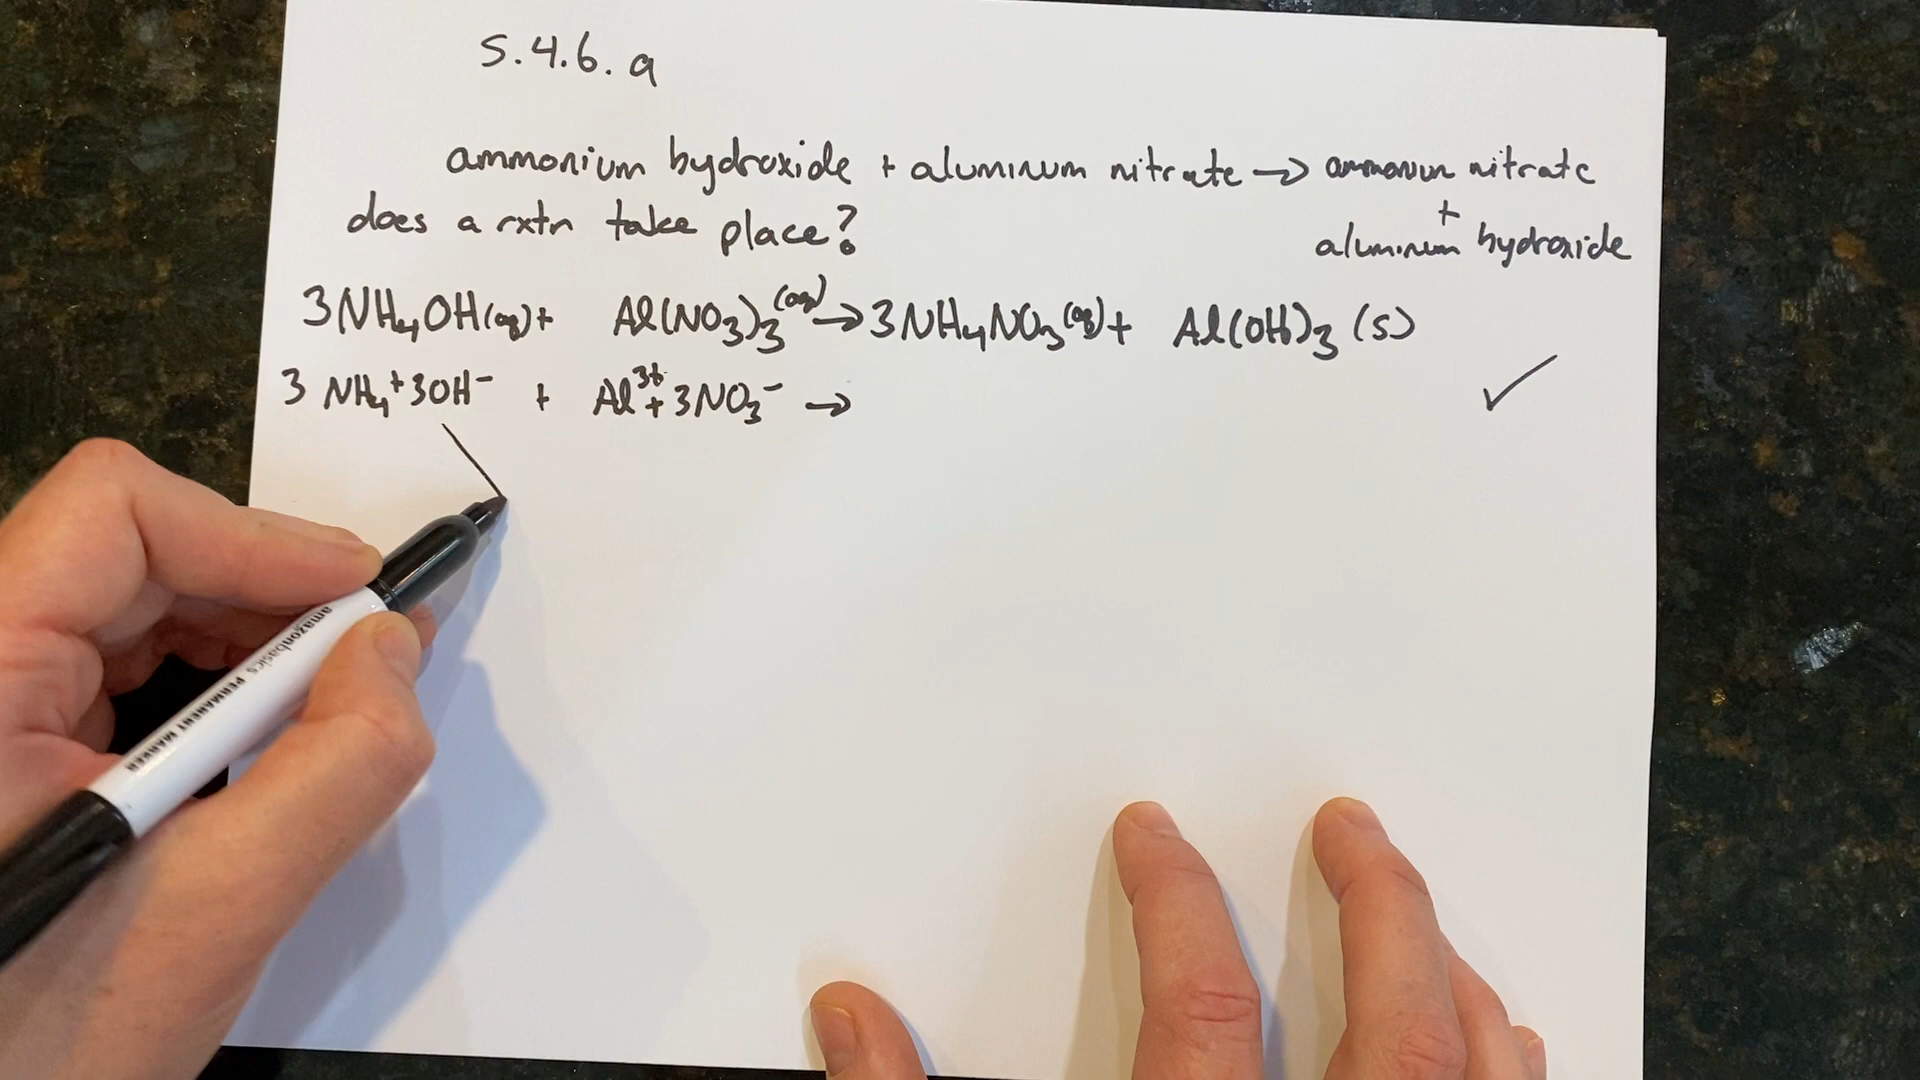 5.4.6.a
ammonium hydroxide + aluminum nitrate → ammonium nitrate
+
does a rxtn take place?
aluminum hydroxide
3NH₄OH(aq) + Al(NO₃)₃(aq) → 3NH₄NO₃(aq) + Al(OH)₃(s)
3 NH₄⁺ 3OH⁻ + Al³⁺ + 3NO₃⁻ → ✓
amazonbasics PERMANENT MARKER